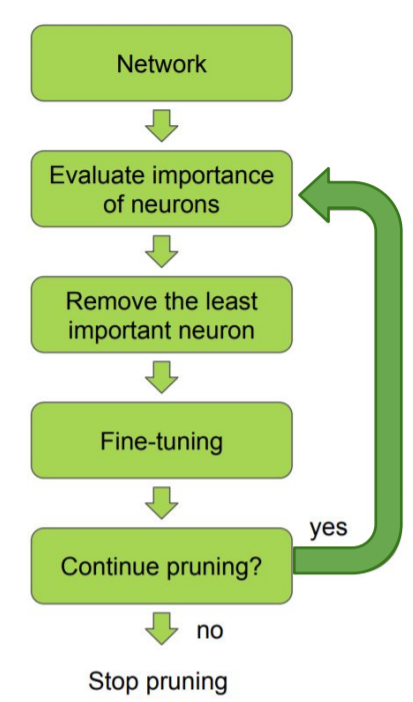 Network
Evaluate importance
of neurons
Remove the least
important neuron
Fine-tuning
Continue pruning?
yes
no
Stop pruning